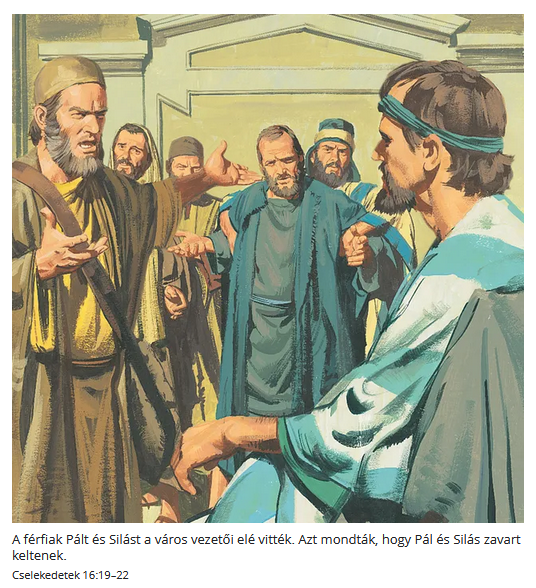 A férfiak Pált és Silást a város vezetői elé vitték. Azt mondták, hogy Pál és Silás zavart
keltenek.
Cselekedetek 16:19–22